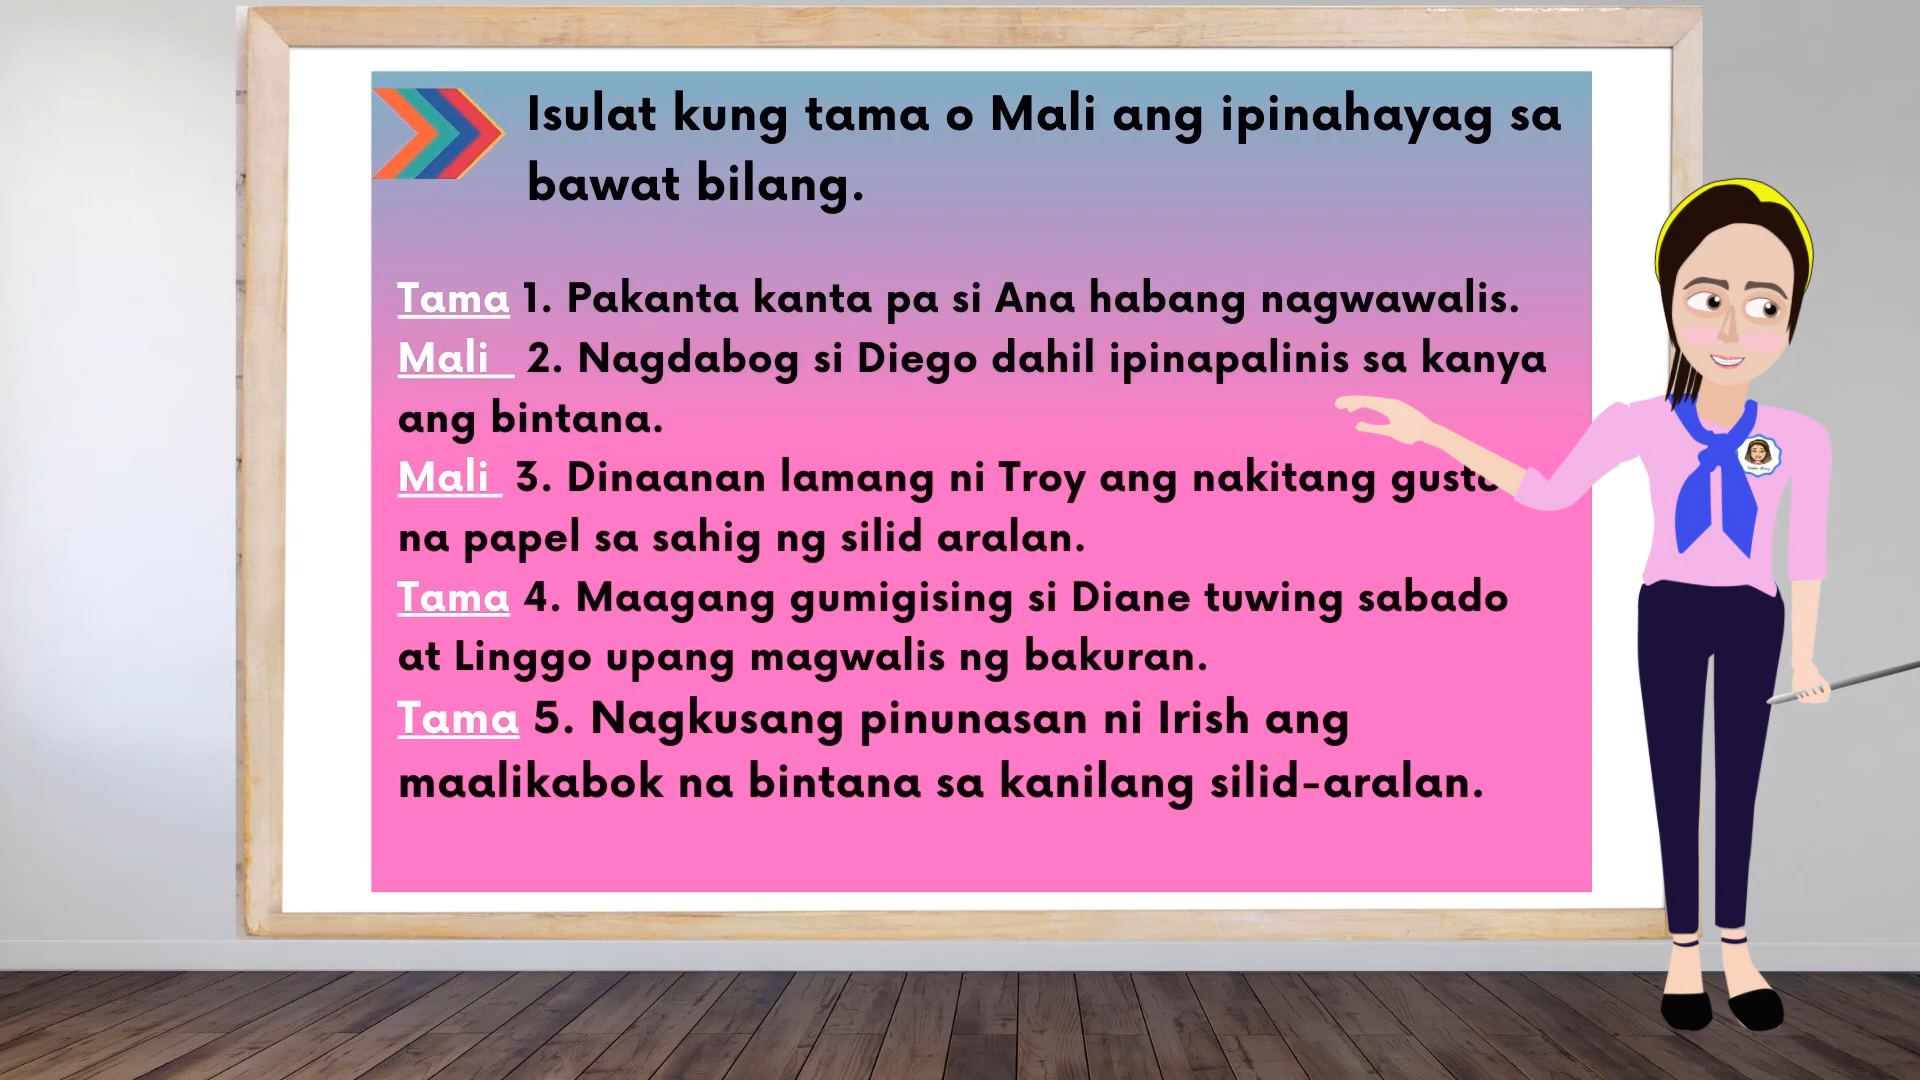 Isulat kung tama o Mali ang ipinahayag sa
bawat bilang.
Tama 1. Pakanta kanta pa si Ana habang nagwawalis.
Mali 2. Nagdabog si Diego dahil ipinapalinis sa kanya
ang bintana.
Mali 3. Dinaanan lamang ni Troy ang nakitang
na papel sa sahig ng silid aralan.
Tama 4. Maagang gumigising si Diane tuwing sabado
at Linggo upang magwalis ng bakuran.
Tama 5. Nagkusang pinunasan ni Irish ang
maalikabok na bintana sa kanilang silid-aralan.